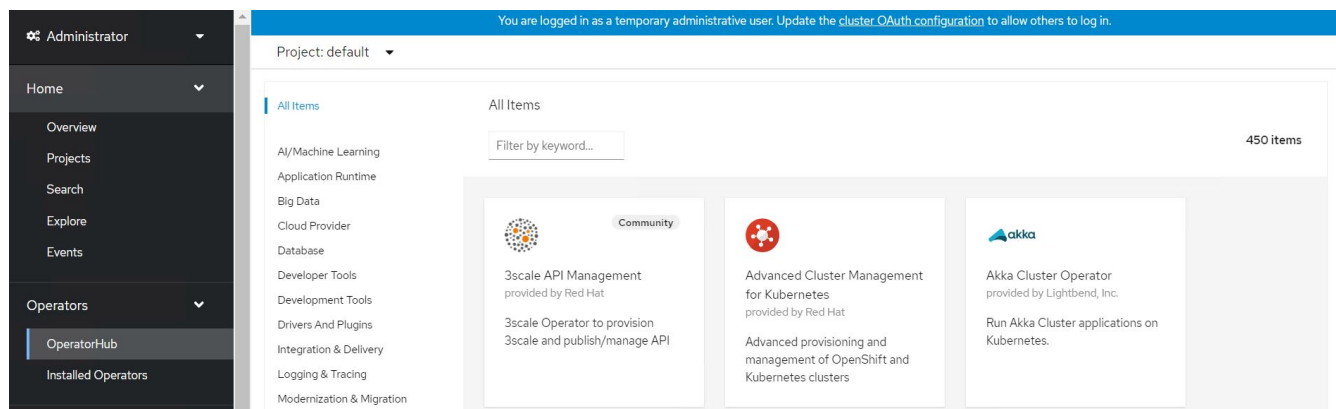 Administrator
Home
Overview
Projects
Search
Explore
Events
Operators
OperatorHub
Installed Operators
You are logged in as a temporary administrative user. Update the cluster OAuth configuration to allow others to log in.
Project: default
All Items
AI/Machine Learning
Application Runtime
Big Data
Cloud Provider
Database
Developer Tools
Development Tools
Drivers And Plugins
Integration & Delivery
Logging & Tracing
Modernization & Migration
All Items
Filter by keyword...
450 items
Community
3scale API Management
provided by Red Hat
3scale Operator to provision
3scale and publish/manage API
Advanced Cluster Management
for Kubernetes
provided by Red Hat
Advanced provisioning and
management of OpenShift and
Kubernetes clusters
akka
Akka Cluster Operator
provided by Lightbend, Inc.
Run Akka Cluster applications on
Kubernetes.